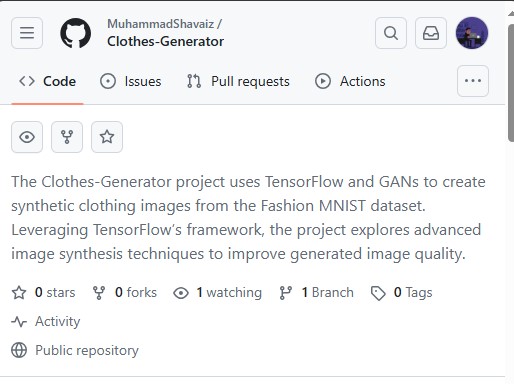 MuhammadShavaiz /
Clothes-Generator
Code Issues Pull requests Actions
The Clothes-Generator project uses TensorFlow and GANs to create
synthetic clothing images from the Fashion MNIST dataset.
Leveraging TensorFlow’s framework, the project explores advanced
image synthesis techniques to improve generated image quality.
0 stars 0 forks 1 watching 1 Branch 0 Tags
Activity
Public repository